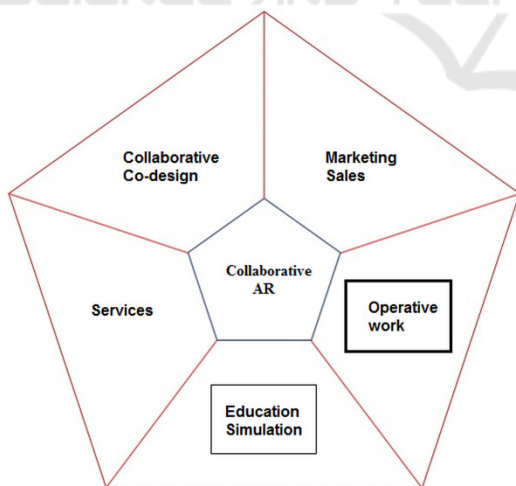 Collaborative
Co-design
Marketing
Sales
Collaborative
AR
Services
Operative
work
Education
Simulation